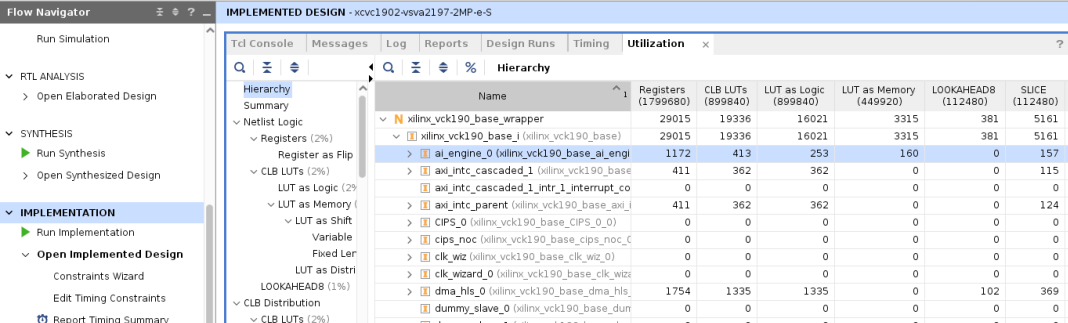 Flow Navigator ? _
Run Simulation
RTL ANALYSIS
Open Elaborated Design
SYNTHESIS
Run Synthesis
Open Synthesized Design
IMPLEMENTATION
Run Implementation
Open Implemented Design
Constraints Wizard
Edit Timing Constraints
Report Timing Summary
IMPLEMENTED DESIGN - xcvc1902-vsva2197-2MP-e-S
Tcl Console Messages Log Reports Design Runs Timing Utilization × ?
Hierarchy
Summary
Netlist Logic
Registers (2%)
Register as Flip
CLB LUTs (2%)
LUT as Logic (2%
LUT as Memory (
LUT as Shift
Variable
Fixed Ler
LUT as Distri
LOOKAHEAD8 (1%)
CLB Distribution
CLB LUTs (2%)
% Hierarchy
Name 1 Registers (1799680) CLB LUTs (899840) LUT as Logic (899840) LUT as Memory (449920) LOOKAHEAD8 (112480) SLICE (112480)
N xilinx_vck190_base_wrapper 29015 19336 16021 3315 381 5161
xilinx_vck190_base_i (xilinx_vck190_base) 29015 19336 16021 3315 381 5161
ai_engine_0 (xilinx_vck190_base_ai_engi 1172 413 253 160 0 157
axi_intc_cascaded_1 (xilinx_vck190_base 411 362 362 0 0 115
axi_intc_cascaded_1_intr_1_interrupt_co 0 0 0 0 0 0
axi_intc_parent (xilinx_vck190_base_axi_i 411 362 362 0 0 124
CIPS_0 (xilinx_vck190_base_CIPS_0_0) 0 0 0 0 0 0
cips_noc (xilinx_vck190_base_cips_noc_0 0 0 0 0 0 0
clk_wiz (xilinx_vck190_base_clk_wiz_0) 0 0 0 0 0 0
clk_wizard_0 (xilinx_vck190_base_clk_wiza 0 0 0 0 0 0
dma_hls_0 (xilinx_vck190_base_dma_hls_ 1754 1335 1335 0 102 369
dummy_slave_0 (xilinx_vck190_base_dum 0 0 0 0 0 0